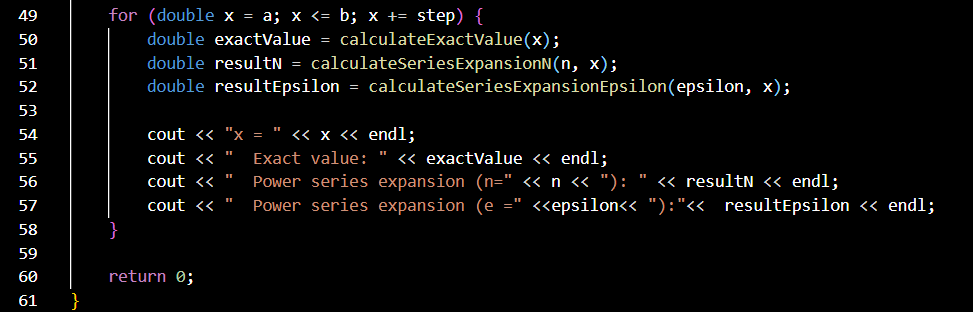 49 for (double x = a; x <= b; x += step) {
50 double exactValue = calculateExactValue(x);
51 double resultN = calculateSeriesExpansionN(n, x);
52 double resultEpsilon = calculateSeriesExpansionEpsilon(epsilon, x);
53
54 cout << "x = " << x << endl;
55 cout << "  Exact value: " << exactValue << endl;
56 cout << "  Power series expansion (n=" << n << "): " << resultN << endl;
57 cout << "  Power series expansion (e =" <<epsilon<< "):"<<  resultEpsilon << endl;
58 }
59
60 return 0;
61 }